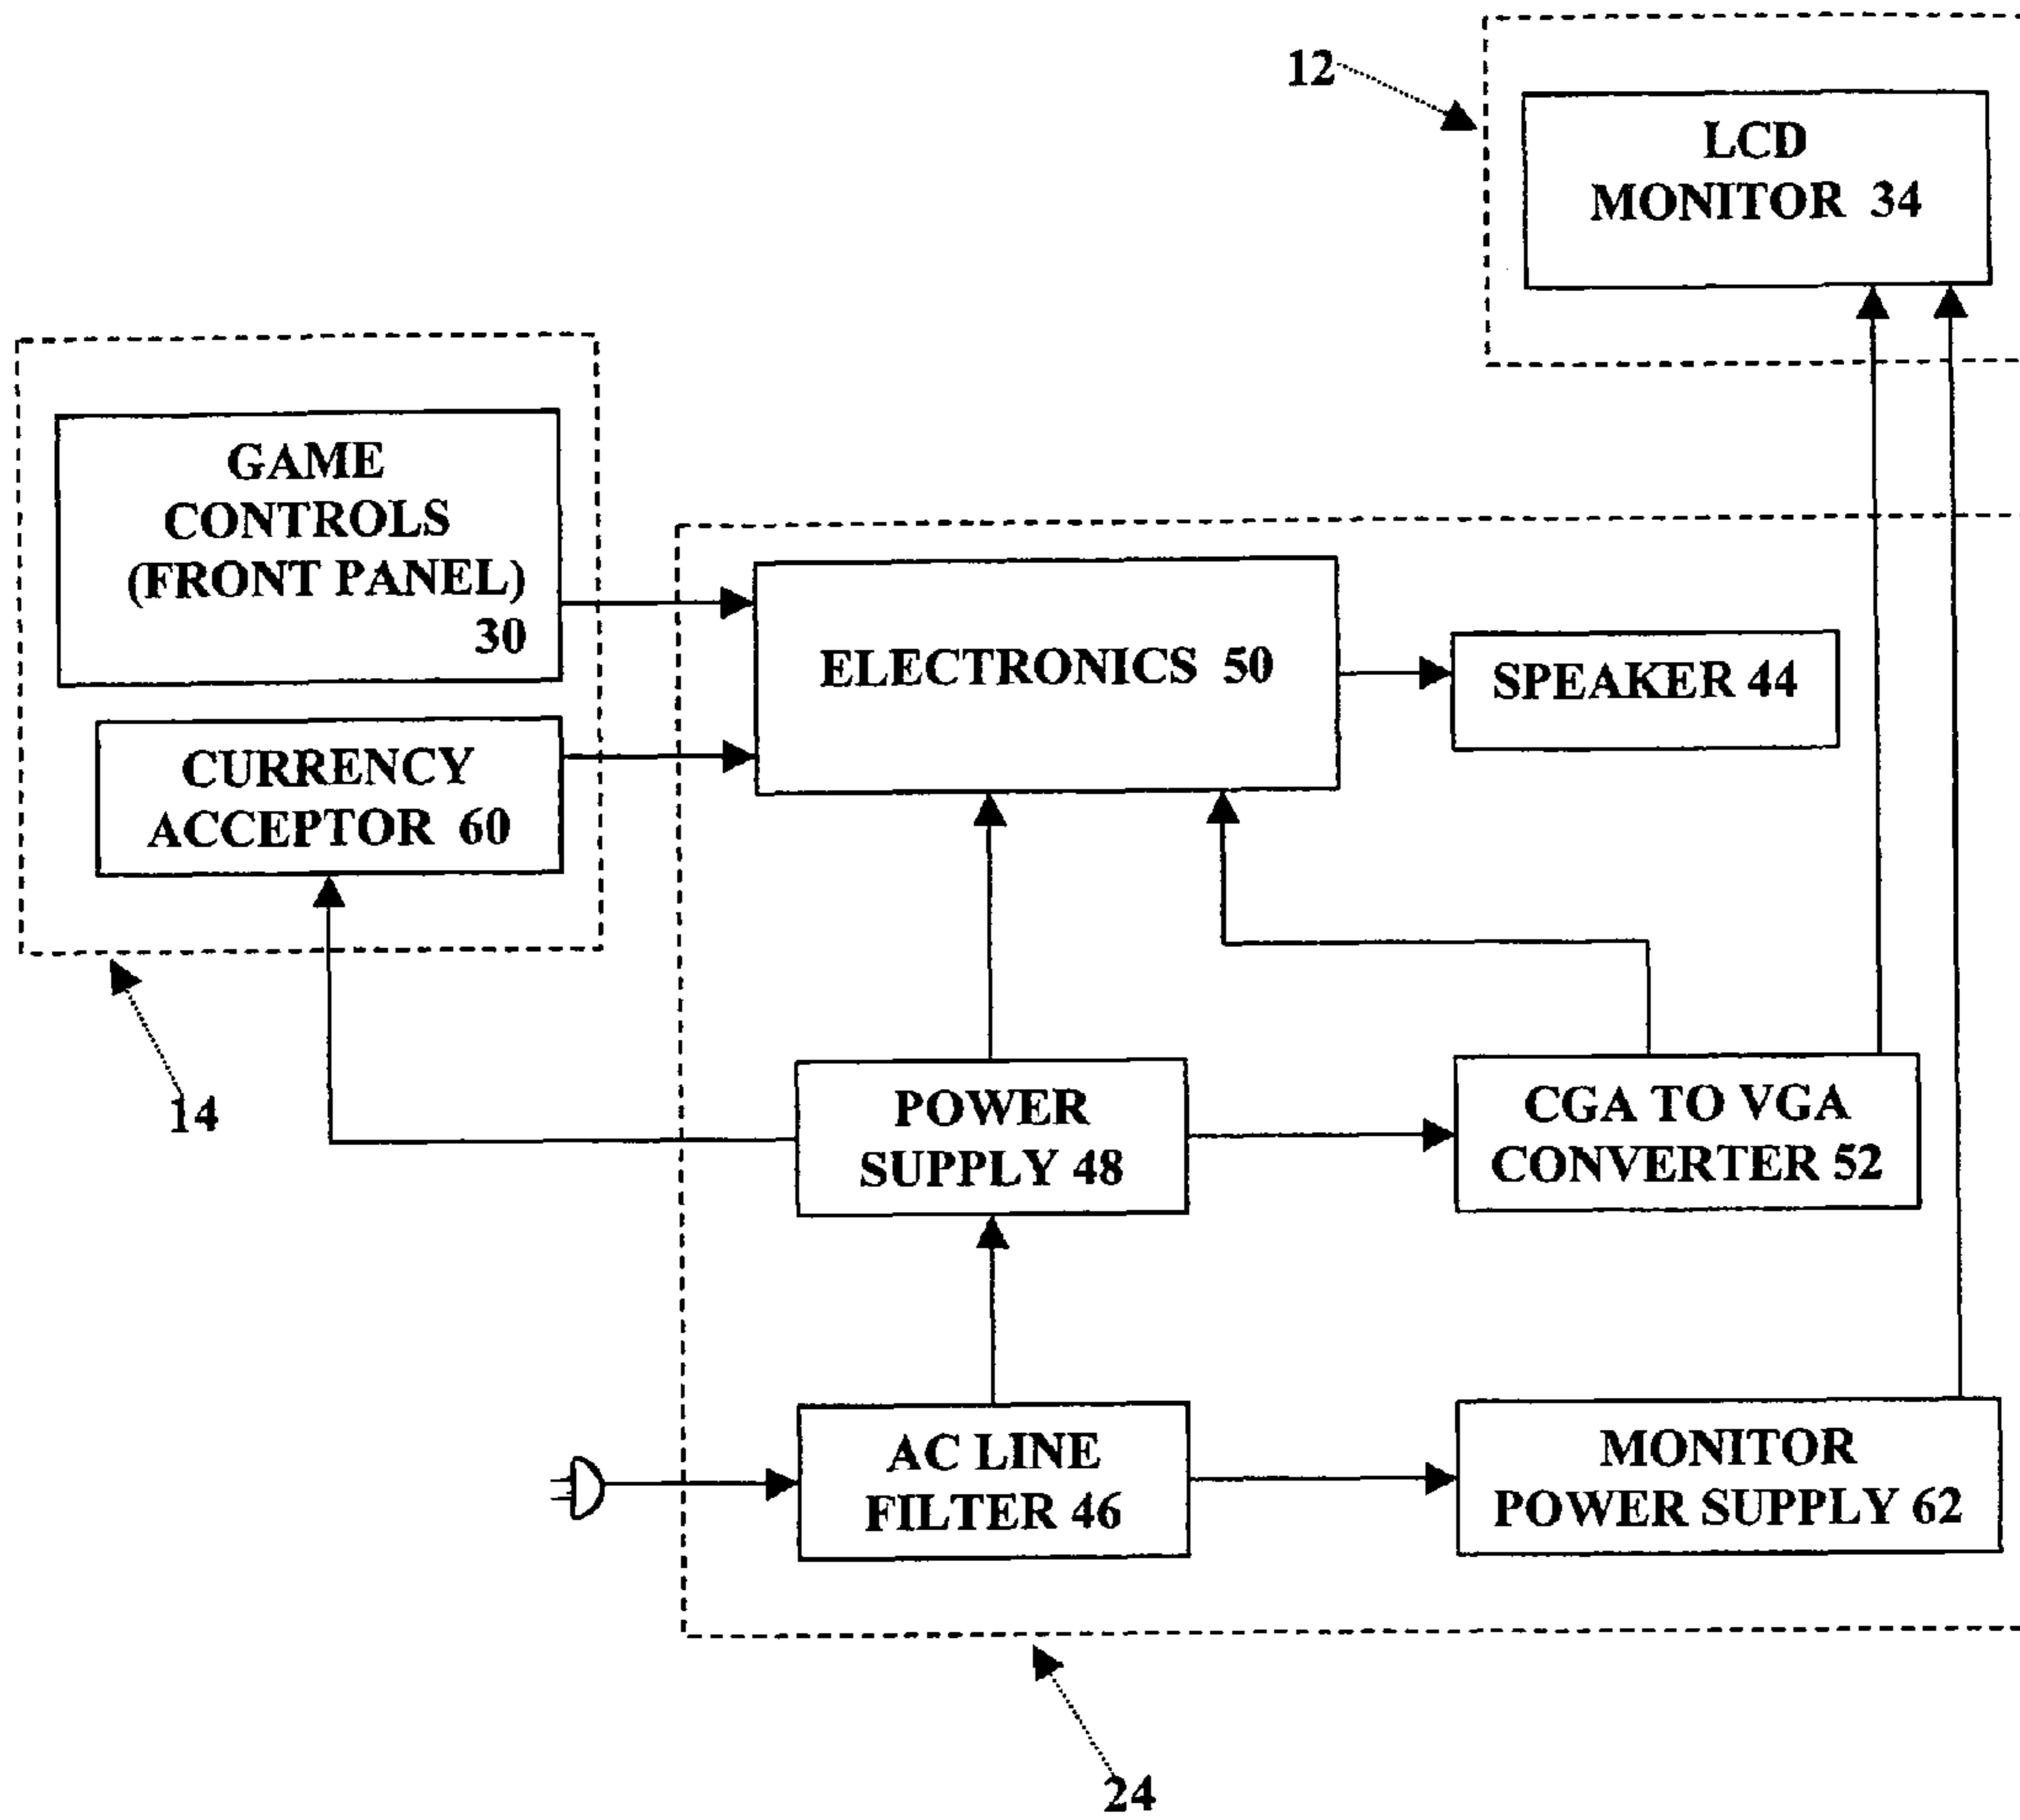 12
LCD
MONITOR 34
GAME
CONTROLS
(FRONT PANEL)
30
ELECTRONICS 50
SPEAKER 44
CURRENCY
ACCEPTOR 60
14
POWER
SUPPLY 48
CGA TO VGA
CONVERTER 52
AC LINE
FILTER 46
MONITOR
POWER SUPPLY 62
24